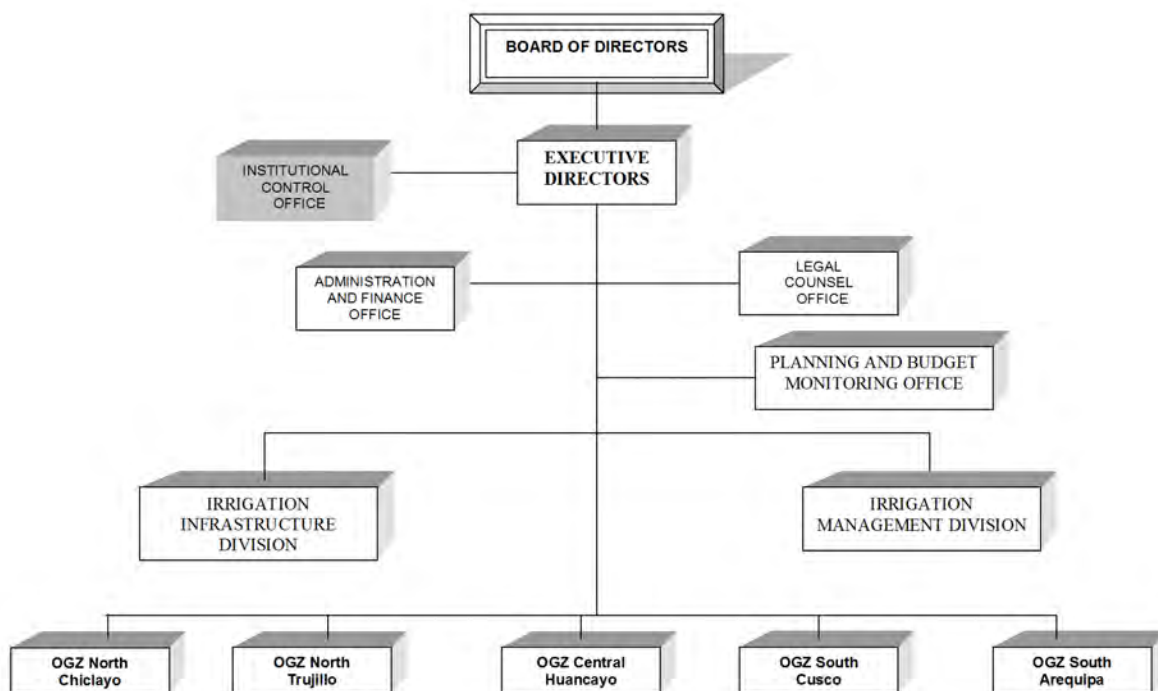 BOARD OF DIRECTORS
EXECUTIVE
DIRECTORS
INSTITUTIONAL
CONTROL
OFFICE
ADMINISTRATION
AND FINANCE
OFFICE
LEGAL
COUNSEL
OFFICE
PLANNING AND BUDGET
MONITORING OFFICE
IRRIGATION
INFRASTRUCTURE
DIVISION
IRRIGATION
MANAGEMENT DIVISION
OGZ North
Chiclayo
OGZ North
Trujillo
OGZ Central
Huancayo
OGZ South
Cusco
OGZ South
Arequipa